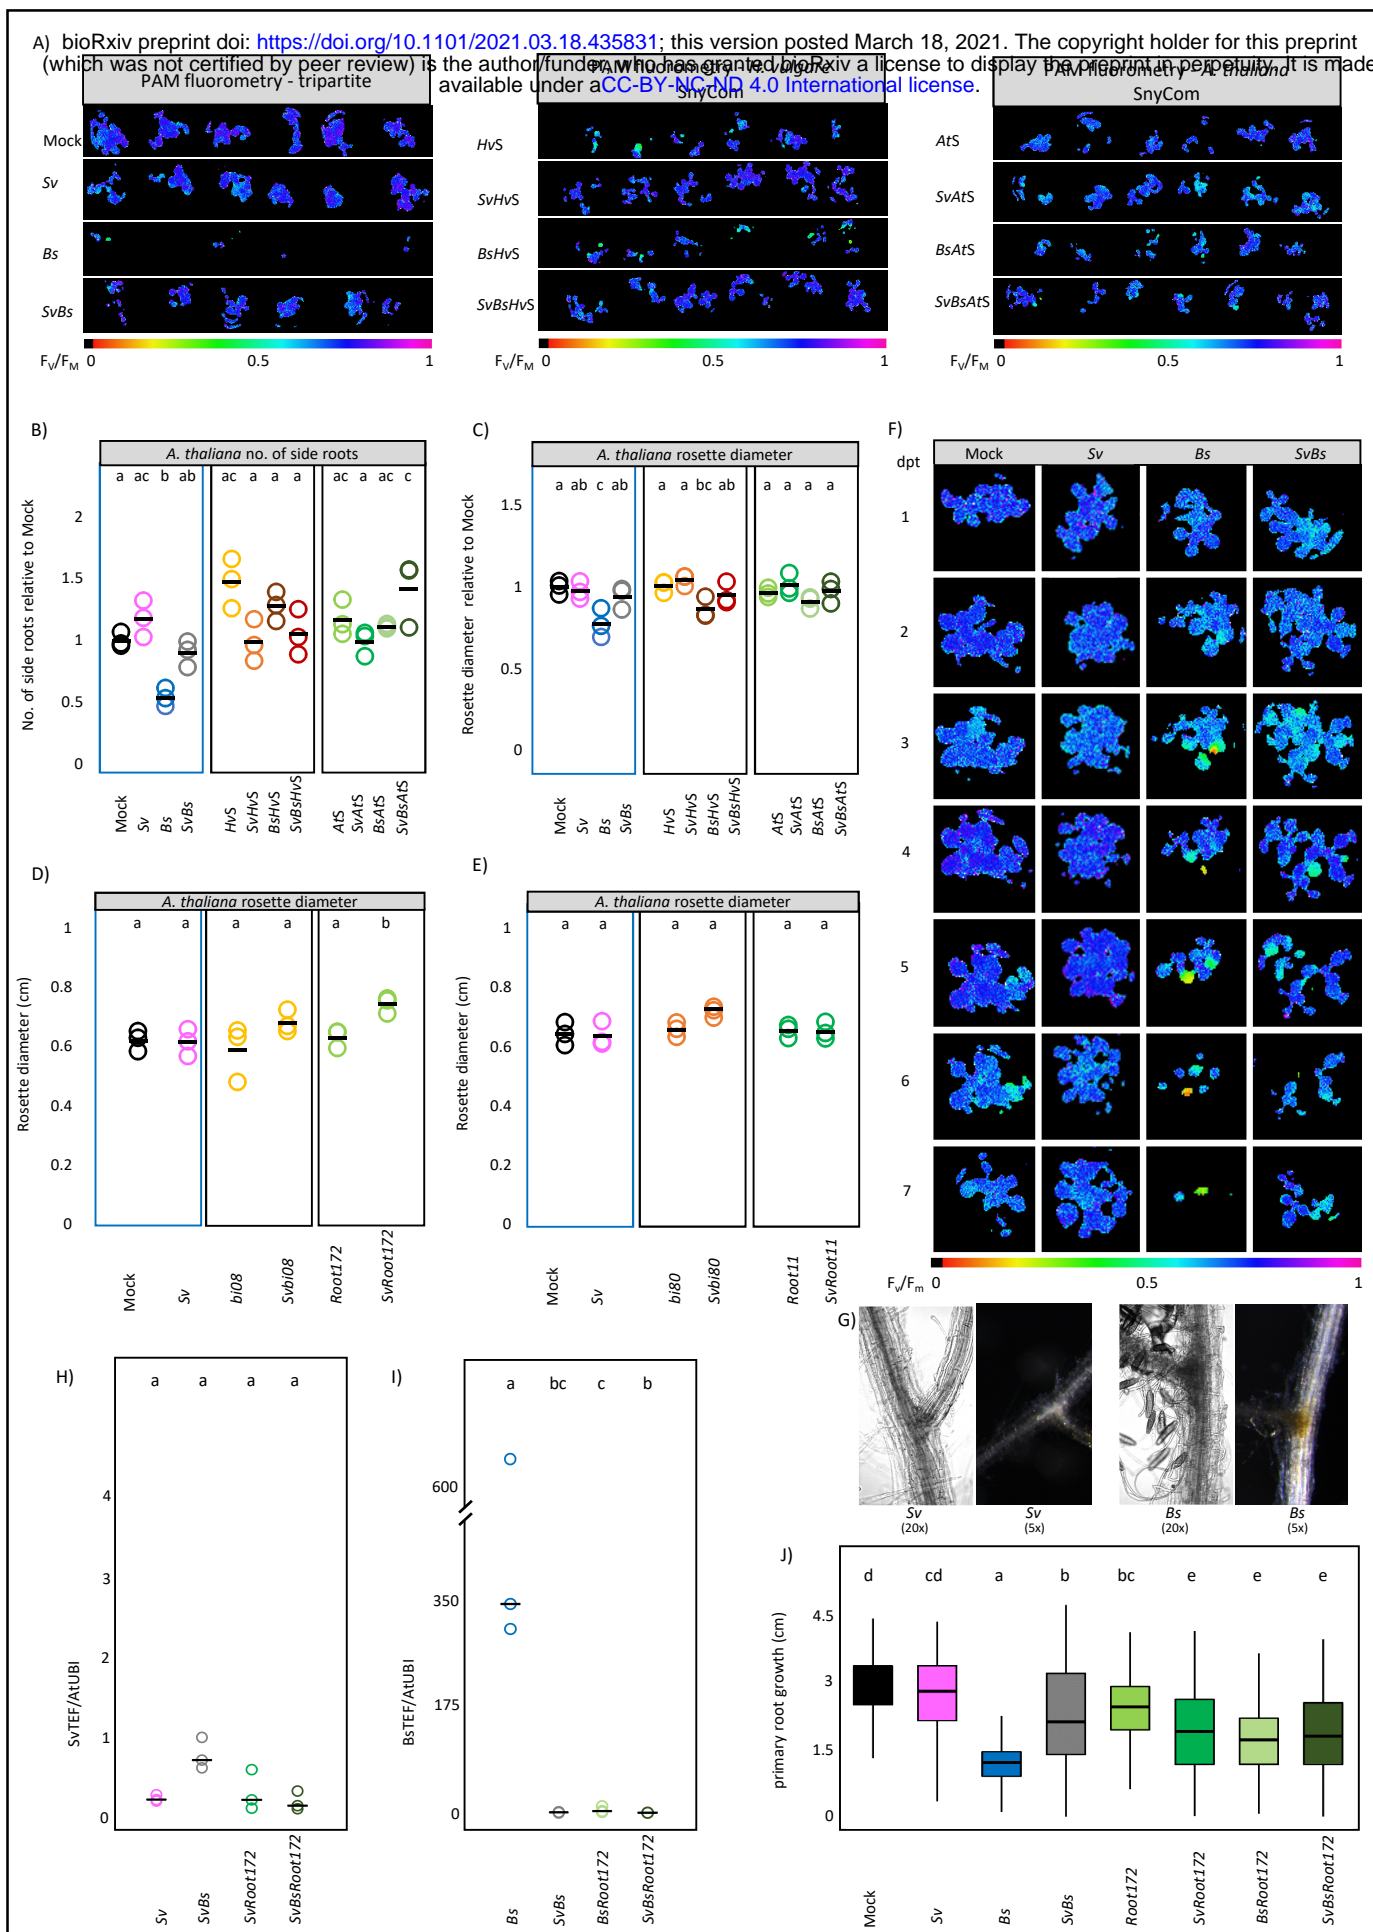 A) bioRxiv preprint doi: https://doi.org/10.1101/2021.03.18.435831; this version posted March 18, 2021. The copyright holder for this preprint
(which was not certified by peer review) is the author/funder, who has granted bioRxiv a license to display the preprint in perpetuity. It is made
available under aCC-BY-NC-ND 4.0 International license.
PAM fluorometry - tripartite
PAM fluorometry - H. vulgare
SnyCom
PAM fluorometry - A. thaliana
SnyCom
Mock
Sv
Bs
SvBs
HvS
SvHvS
BsHvS
SvBsHvS
AtS
SvAtS
BsAtS
SvBsAtS
FV/FM 0 0.5 1
FV/FM 0 0.5 1
FV/FM 0 0.5 1
B)
A. thaliana no. of side roots
a ac b ab ac a a a ac a ac c
No. of side roots relative to Mock
2
1.5
1
0.5
0
Mock Sv Bs SvBs HvS SvHvS BsHvS SvBsHvS AtS SvAtS BsAtS SvBsAtS
C)
A. thaliana rosette diameter
a ab c ab a a bc ab a a a a
Rosette diameter relative to Mock
1.5
1
0.5
0
Mock Sv Bs SvBs HvS SvHvS BsHvS SvBsHvS AtS SvAtS BsAtS SvBsAtS
D)
A. thaliana rosette diameter
a a a a a b
Rosette diameter (cm)
1
0.8
0.6
0.4
0.2
0
Mock Sv bi08 Svbi08 Root172 SvRoot172
E)
A. thaliana rosette diameter
a a a a a a
Rosette diameter (cm)
1
0.8
0.6
0.4
0.2
0
Mock Sv bi80 Svbi80 Root11 SvRoot11
F)
dpt Mock Sv Bs SvBs
1
2
3
4
5
6
7
Fv/Fm 0 0.5 1
G)
Sv
(20x)
Sv
(5x)
Bs
(20x)
Bs
(5x)
H)
a a a a
SvTEF/AtUBI
4
3
2
1
0
Sv SvBs SvRoot172 SvBsRoot172
I)
a bc c b
BsTEF/AtUBI
600
350
175
0
Bs SvBs BsRoot172 SvBsRoot172
J)
d cd a b bc e e e
primary root growth (cm)
4.5
3
1.5
0
Mock Sv Bs SvBs Root172 SvRoot172 BsRoot172 SvBsRoot172